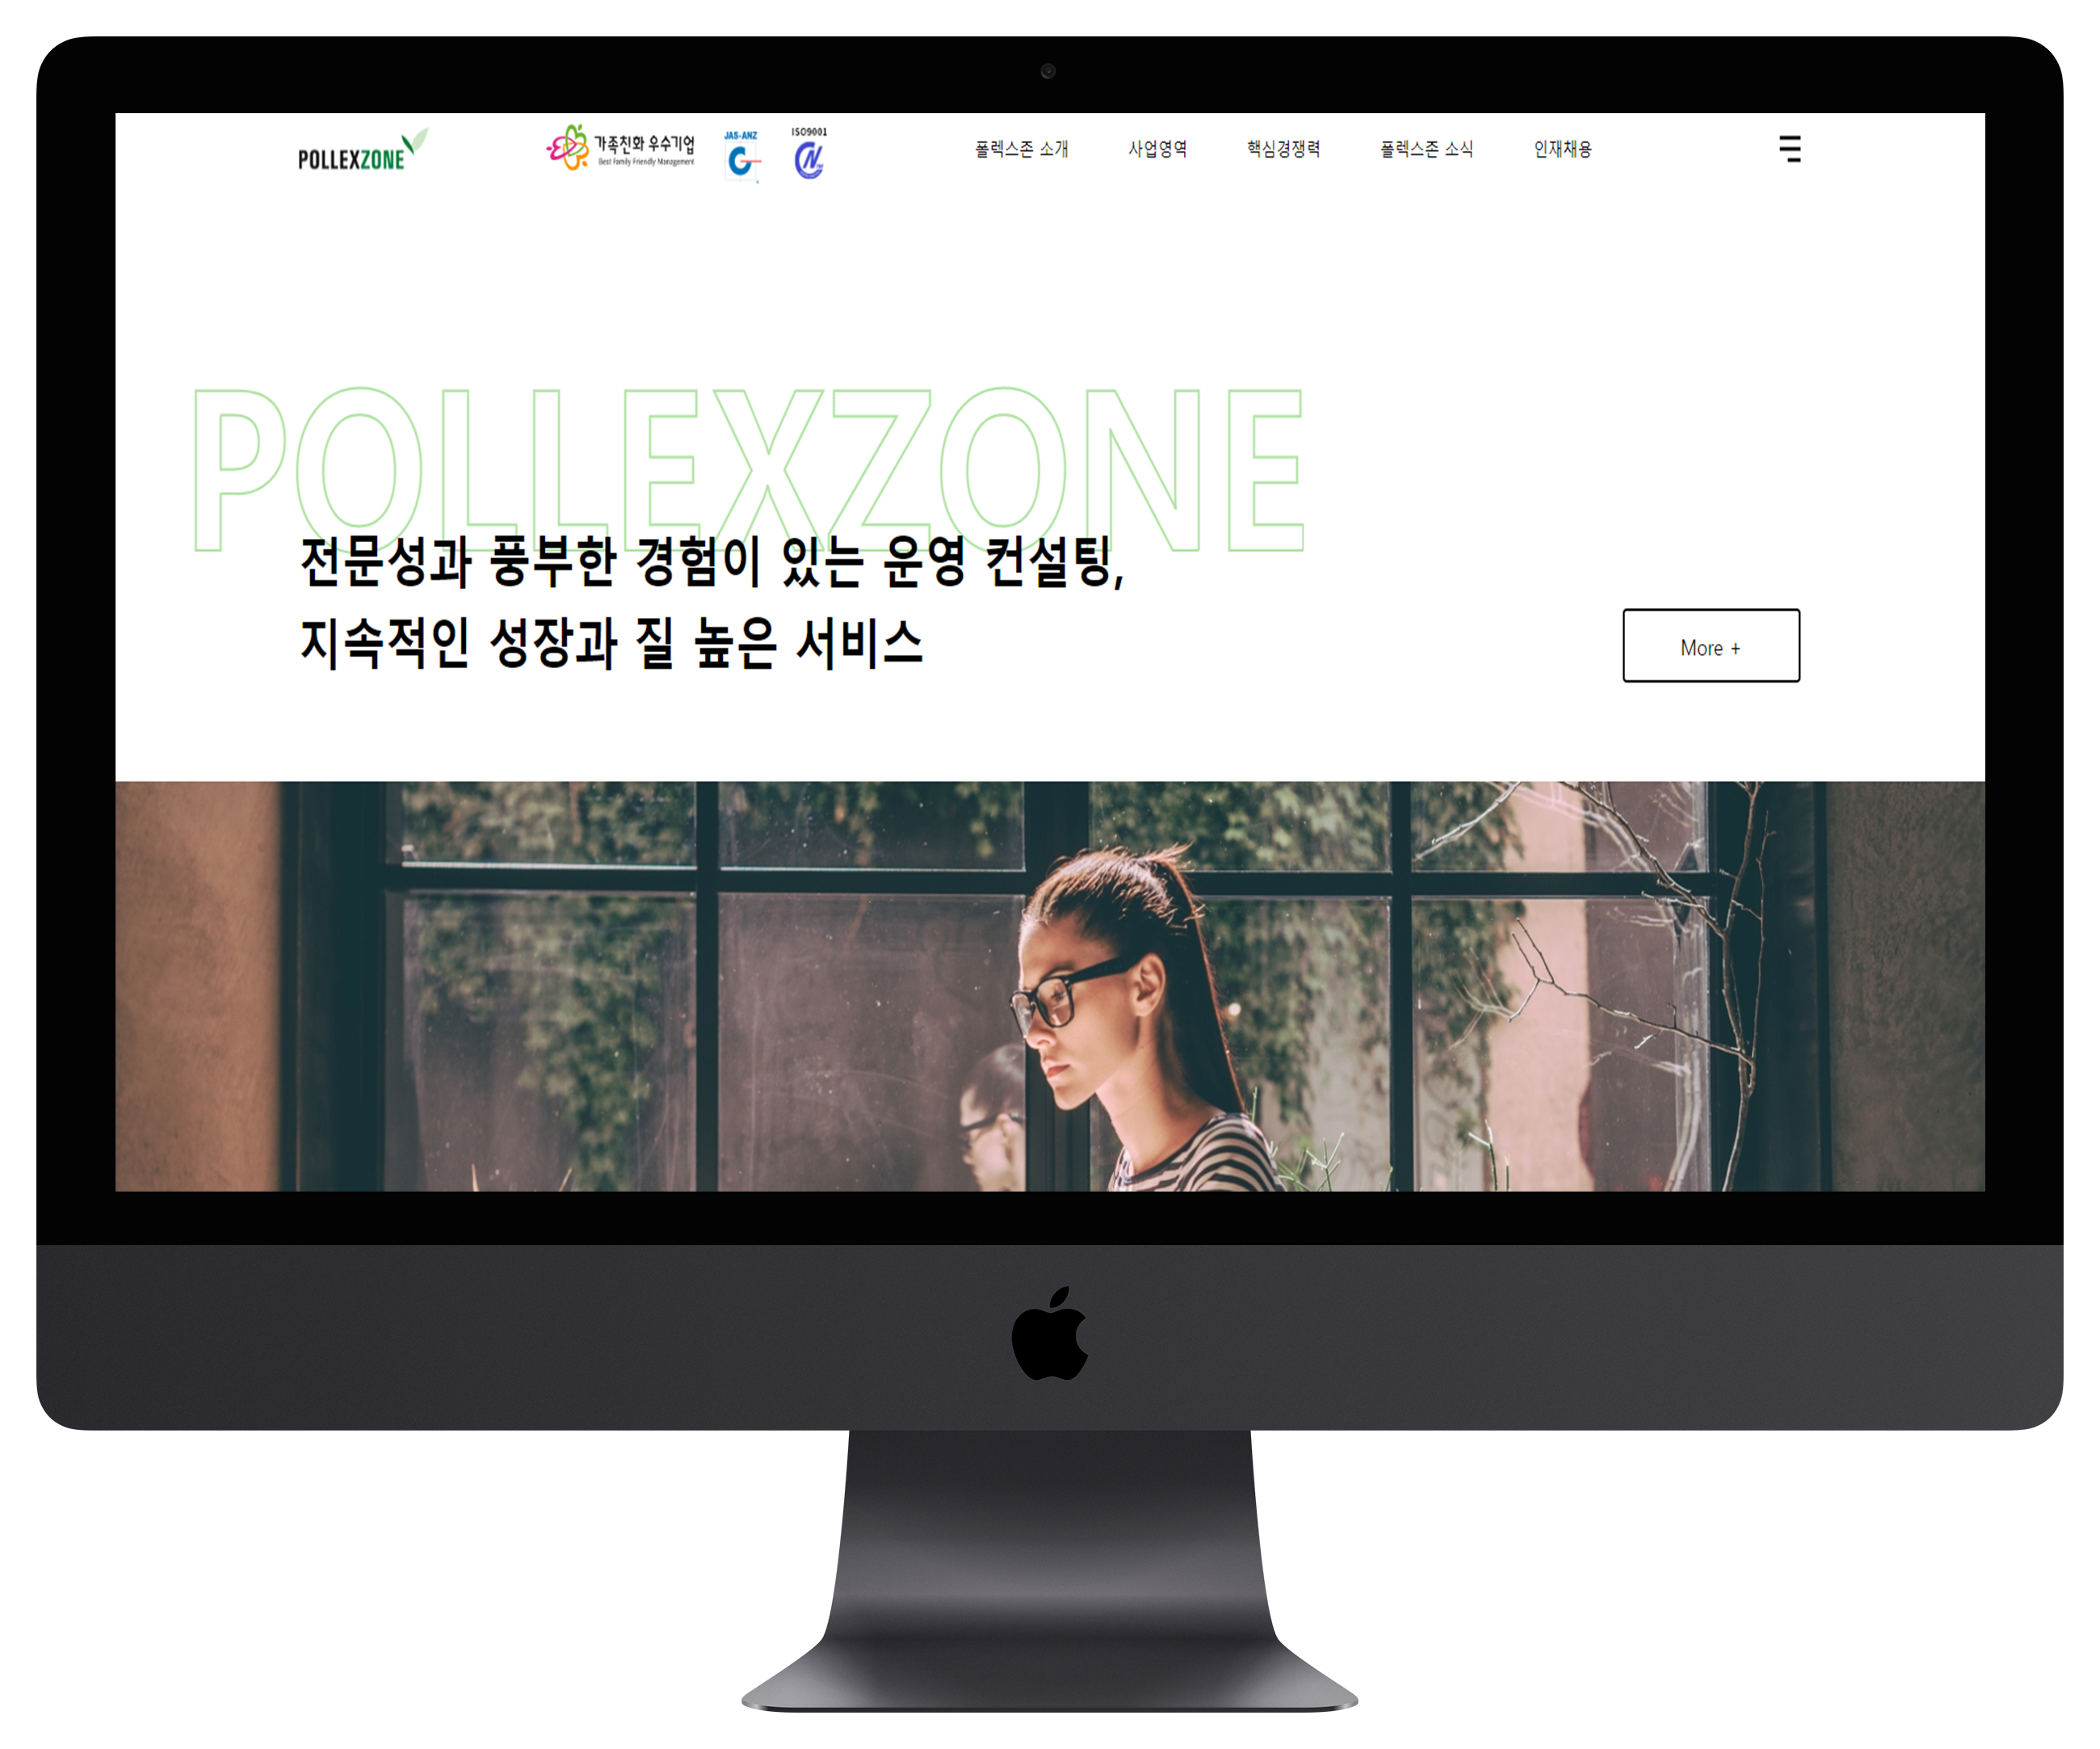 POLLEXZONE
가족친화 우수기업
Best Family Friendly Management
JAS-ANZ
ISO9001
폴렉스존 소개 사업영역 핵심경쟁력 폴렉스존 소식 인재채용
POLLEXZONE
전문성과 풍부한 경험이 있는 운영 컨설팅,
지속적인 성장과 질 높은 서비스
More +